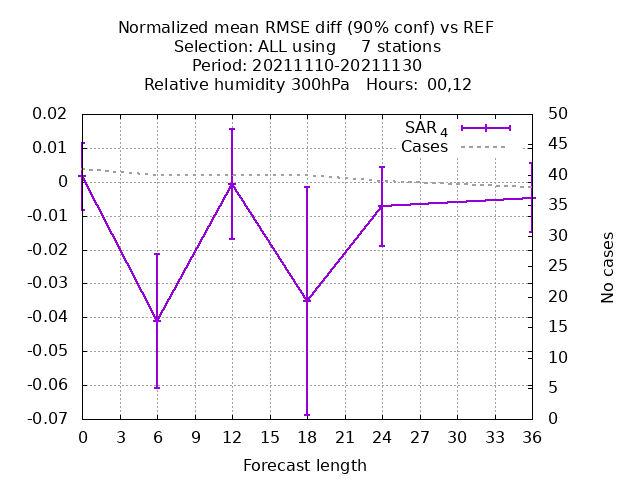 Normalized mean RMSE diff (90% conf) vs REF
Selection: ALL using 7 stations
Period: 20211110-20211130
Relative humidity 300hPa Hours: 00,12
0.02 50
SAR 4
45
Cases
0.01
40
0
35
-0.01
30
-0.02
25
-0.03
20
-0.04
15
-0.05
10
-0.06
5
-0.07 0
No cases
0 3 6 9 12 15 18 21 24 27 30 33 36
Forecast length